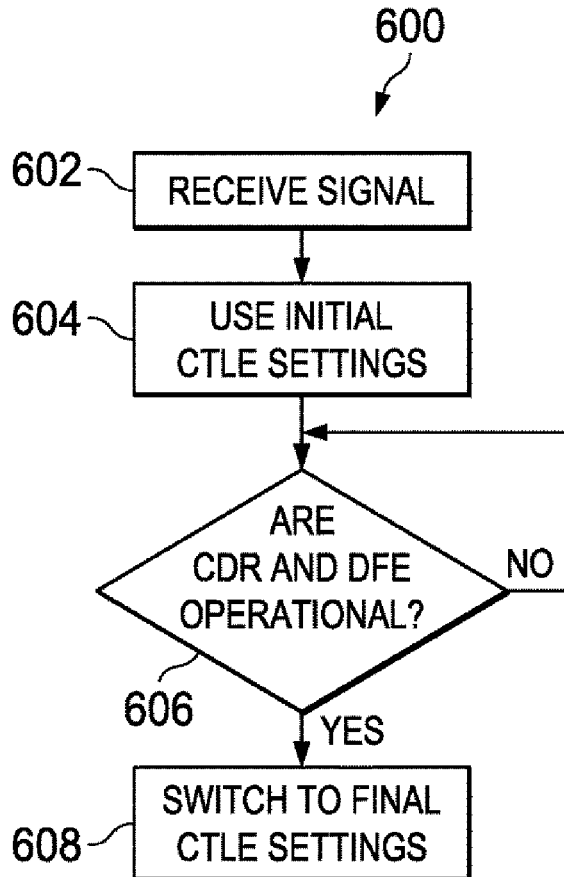 600
602
RECEIVE SIGNAL
604
USE INITIAL
CTLE SETTINGS
ARE
CDR AND DFE
OPERATIONAL?
NO
606
YES
608
SWITCH TO FINAL
CTLE SETTINGS